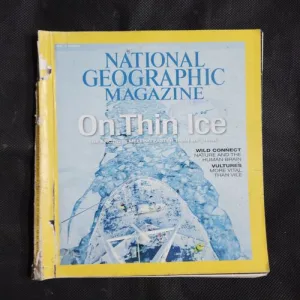 NATIONAL
GEOGRAPHIC
MAGAZINE
On Thin Ice
WILD CONNECT
NATURE AND THE
HUMAN BRAIN
VULTURES
MORE VITAL
THAN VILE